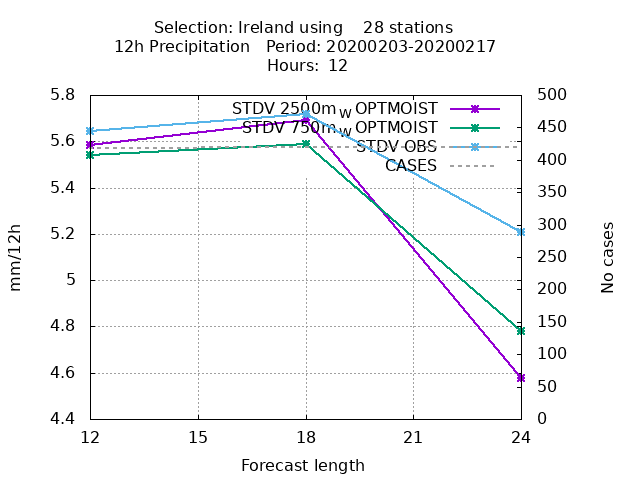 Selection: Ireland using 28 stations
12h Precipitation Period: 20200203-20200217
Hours: 12
5.8
5.6
5.4
5.2
5
4.8
4.6
4.4
mm/12h
STDV 2500m W OPTMOIST
STDV 750m W OPTMOIST
STDV OBS
CASES
500
450
400
350
300
250
200
150
100
50
0
No cases
12 15 18 21 24
Forecast length